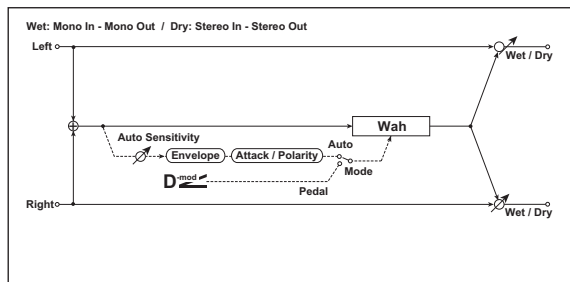 Wet: Mono In - Mono Out / Dry: Stereo In - Stereo Out
Left
Wet / Dry
Wah
Auto Sensitivity
Auto
Envelope
Attack / Polarity
Mode
D-mod
Pedal
Right
Wet / Dry